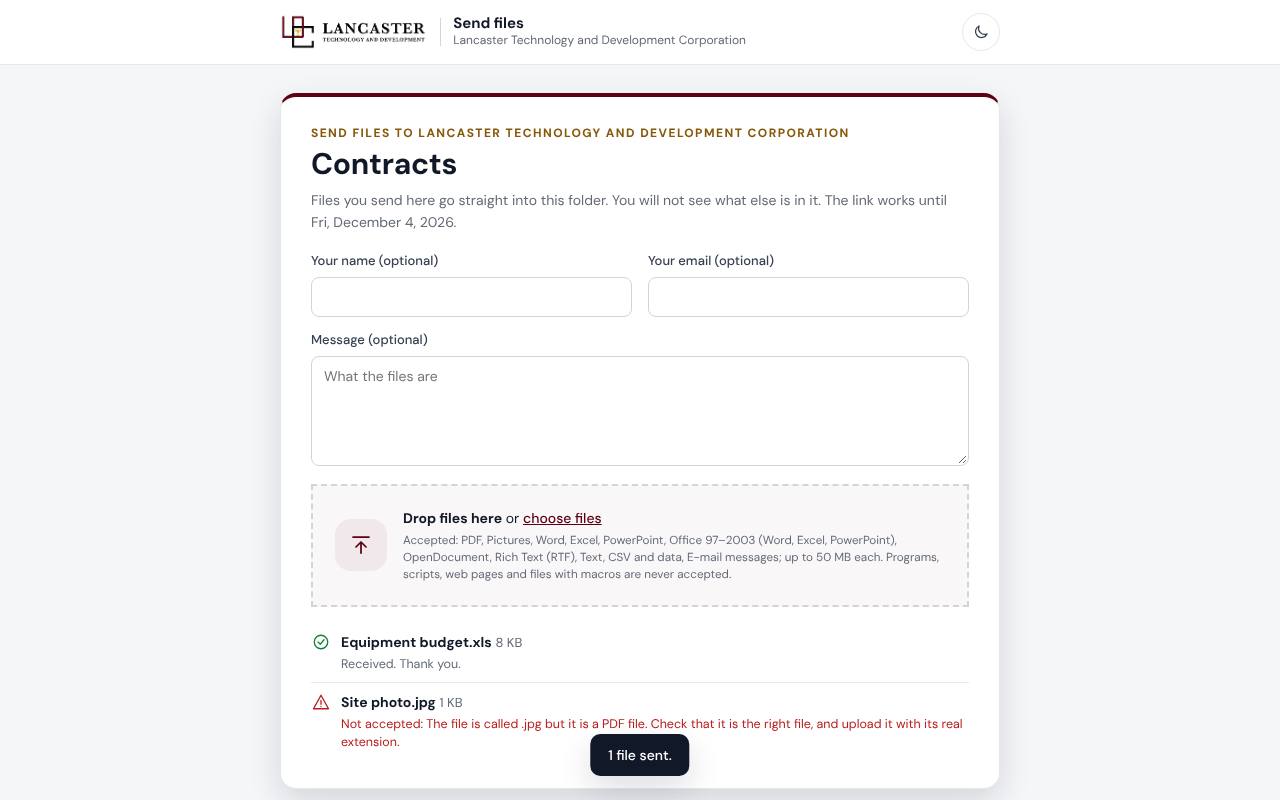 LANCASTER
TECHNOLOGY AND DEVELOPMENT
Send files
Lancaster Technology and Development Corporation
SEND FILES TO LANCASTER TECHNOLOGY AND DEVELOPMENT CORPORATION
Contracts
Files you send here go straight into this folder. You will not see what else is in it. The link works until
Fri, December 4, 2026.
Your name (optional)
Your email (optional)
Message (optional)
What the files are
Drop files here or choose files
Accepted: PDF, Pictures, Word, Excel, PowerPoint, Office 97–2003 (Word, Excel, PowerPoint),
OpenDocument, Rich Text (RTF), Text, CSV and data, E-mail messages; up to 50 MB each. Programs,
scripts, web pages and files with macros are never accepted.
Equipment budget.xls 8 KB
Received. Thank you.
Site photo.jpg 1 KB
Not accepted: The file is called .jpg but it is a PDF file. Check that it is the right file, and upload it with its real
extension.
1 file sent.